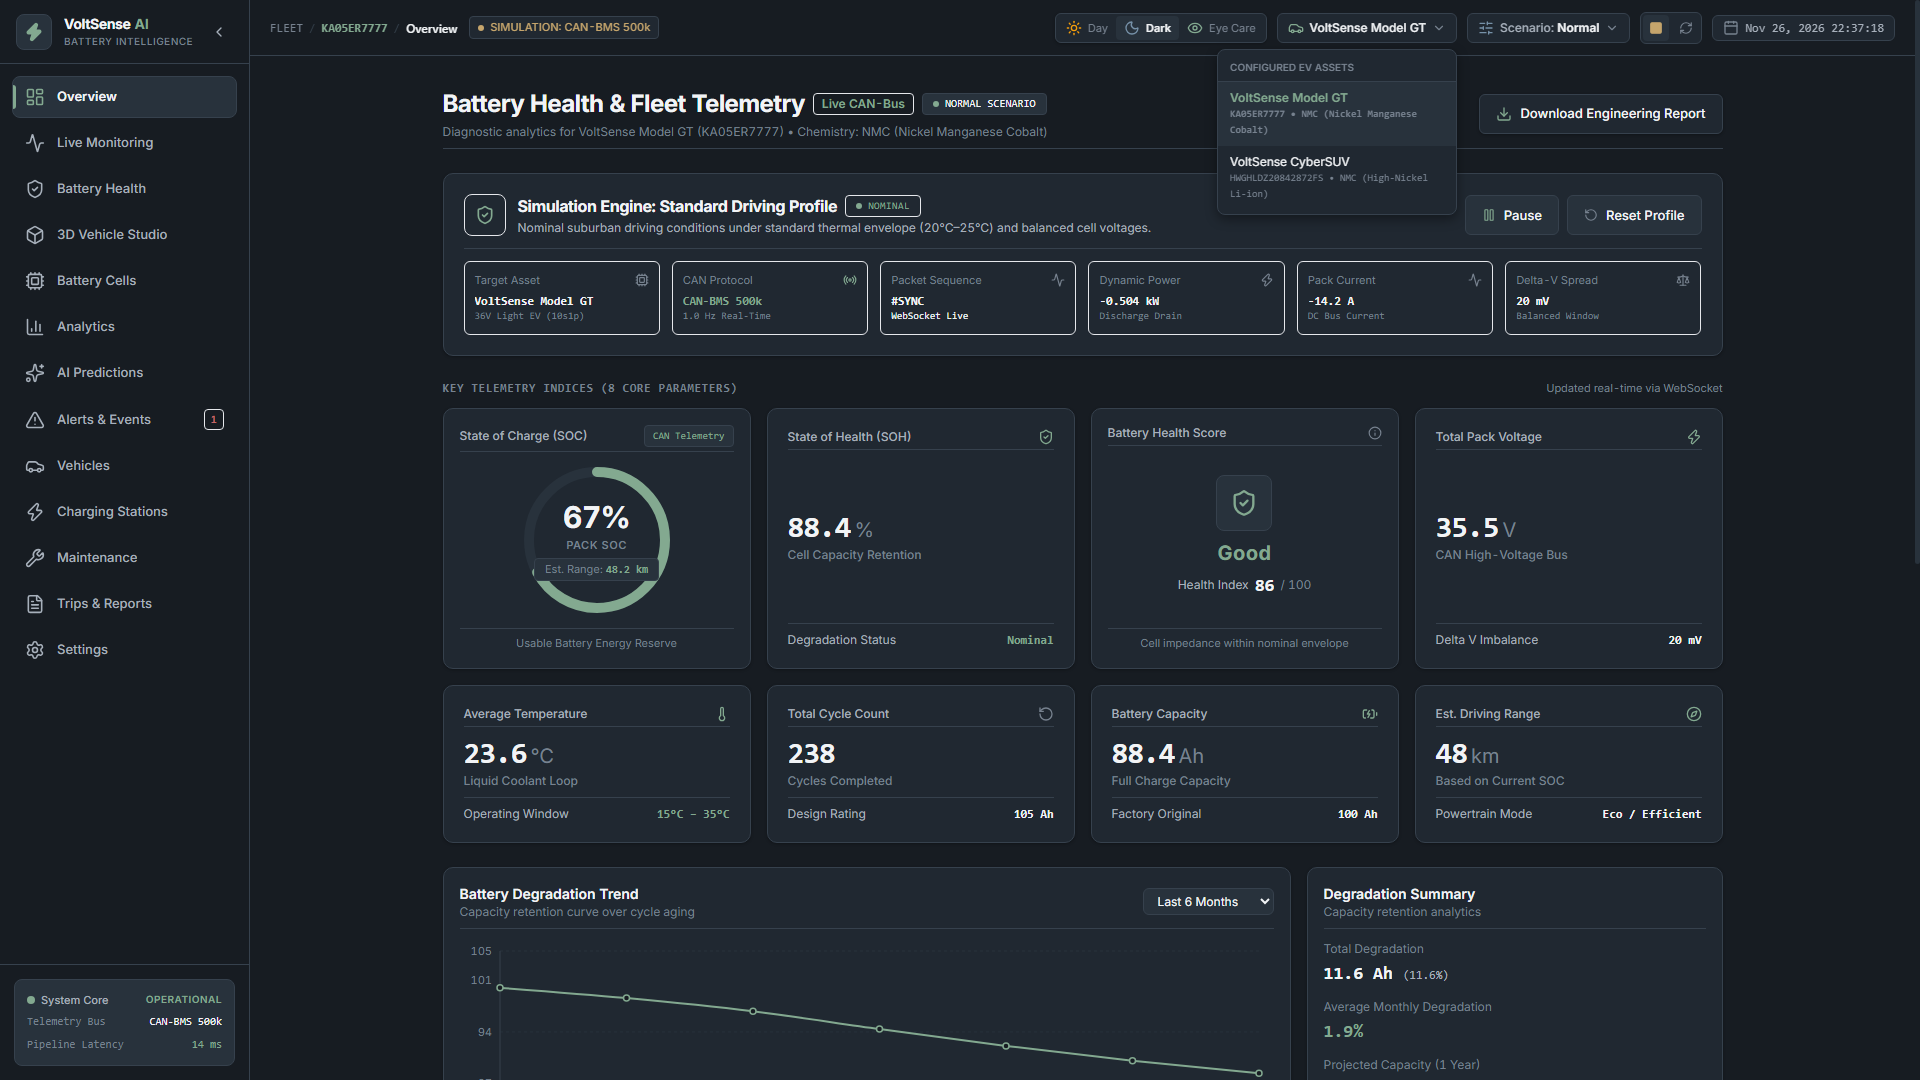 VoltSense AI
BATTERY INTELLIGENCE
Overview
Live Monitoring
Battery Health
3D Vehicle Studio
Battery Cells
Analytics
AI Predictions
Alerts & Events
1
Vehicles
Charging Stations
Maintenance
Trips & Reports
Settings
System Core OPERATIONAL
Telemetry Bus CAN-BMS 500k
Pipeline Latency 14 ms
FLEET / KA05ER7777 / Overview
SIMULATION: CAN-BMS 500k
Day
Dark
Eye Care
VoltSense Model GT
Scenario: Normal
Nov 26, 2026 22:37:18
CONFIGURED EV ASSETS
VoltSense Model GT
KA05ER7777 • NMC (Nickel Manganese
Cobalt)
VoltSense CyberSUV
HWGHLDZ20842872FS • NMC (High-Nickel
Li-ion)
Battery Health & Fleet Telemetry
Live CAN-Bus
NORMAL SCENARIO
Diagnostic analytics for VoltSense Model GT (KA05ER7777) • Chemistry: NMC (Nickel Manganese Cobalt)
Download Engineering Report
Simulation Engine: Standard Driving Profile
NOMINAL
Nominal suburban driving conditions under standard thermal envelope (20°C–25°C) and balanced cell voltages.
Pause
Reset Profile
Target Asset
VoltSense Model GT
36V Light EV (10s1p)
CAN Protocol
CAN-BMS 500k
1.0 Hz Real-Time
Packet Sequence
#SYNC
WebSocket Live
Dynamic Power
-0.504 kW
Discharge Drain
Pack Current
-14.2 A
DC Bus Current
Delta-V Spread
20 mV
Balanced Window
KEY TELEMETRY INDICES (8 CORE PARAMETERS)
Updated real-time via WebSocket
State of Charge (SOC)
CAN Telemetry
67%
PACK SOC
Est. Range: 48.2 km
Usable Battery Energy Reserve
State of Health (SOH)
88.4 %
Cell Capacity Retention
Degradation Status Nominal
Battery Health Score
Good
Health Index 86 / 100
Cell impedance within nominal envelope
Total Pack Voltage
35.5 V
CAN High-Voltage Bus
Delta V Imbalance 20 mV
Average Temperature
23.6 °C
Liquid Coolant Loop
Operating Window 15°C – 35°C
Total Cycle Count
238
Cycles Completed
Design Rating 105 Ah
Battery Capacity
88.4 Ah
Full Charge Capacity
Factory Original 100 Ah
Est. Driving Range
48 km
Based on Current SOC
Powertrain Mode Eco / Efficient
Battery Degradation Trend
Capacity retention curve over cycle aging
Last 6 Months
105
101
94
Degradation Summary
Capacity retention analytics
Total Degradation
11.6 Ah (11.6%)
Average Monthly Degradation
1.9%
Projected Capacity (1 Year)